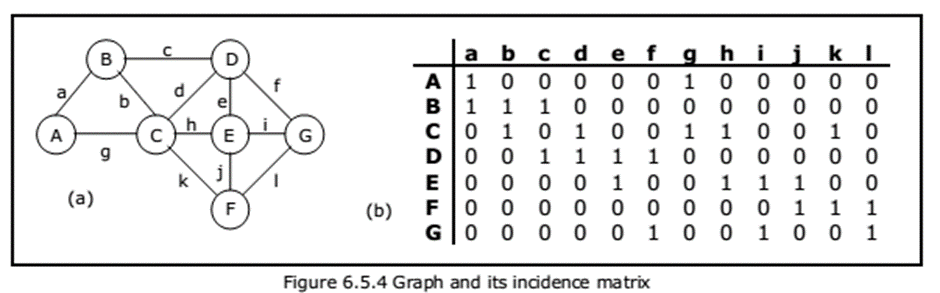 B c D
a b d e f
A g C h E i G
k j l
(a) F
(b)
a b c d e f g h i j k l
A 1 0 0 0 0 0 1 0 0 0 0 0
B 1 1 1 0 0 0 0 0 0 0 0 0
C 0 1 0 1 0 0 1 1 0 0 1 0
D 0 0 1 1 1 1 0 0 0 0 0 0
E 0 0 0 0 1 0 0 1 1 1 0 0
F 0 0 0 0 0 0 0 0 0 1 1 1
G 0 0 0 0 0 1 0 0 1 0 0 1
Figure 6.5.4 Graph and its incidence matrix